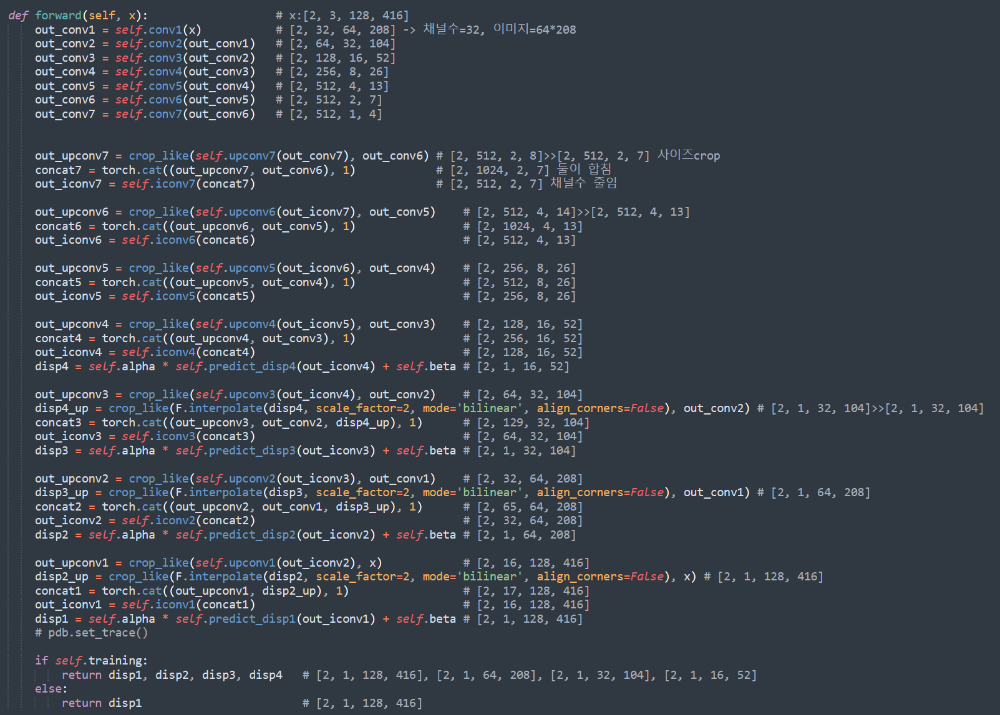 def forward(self, x):                   # x:[2, 3, 128, 416]
    out_conv1 = self.conv1(x)           # [2, 32, 64, 208] -> 채널수=32, 이미지=64*208
    out_conv2 = self.conv2(out_conv1)   # [2, 64, 32, 104]
    out_conv3 = self.conv3(out_conv2)   # [2, 128, 16, 52]
    out_conv4 = self.conv4(out_conv3)   # [2, 256, 8, 26]
    out_conv5 = self.conv5(out_conv4)   # [2, 512, 4, 13]
    out_conv6 = self.conv6(out_conv5)   # [2, 512, 2, 7]
    out_conv7 = self.conv7(out_conv6)   # [2, 512, 1, 4]
    out_upconv7 = crop_like(self.upconv7(out_conv7), out_conv6) # [2, 512, 2, 8]>>[2, 512, 2, 7] 사이즈crop
    concat7 = torch.cat((out_upconv7, out_conv6), 1)            # [2, 1024, 2, 7] 둘이 합침
    out_iconv7 = self.iconv7(concat7)                           # [2, 512, 2, 7] 채널수 줄임
    out_upconv6 = crop_like(self.upconv6(out_iconv7), out_conv5)    # [2, 512, 4, 14]>>[2, 512, 4, 13]
    concat6 = torch.cat((out_upconv6, out_conv5), 1)                # [2, 1024, 4, 13]
    out_iconv6 = self.iconv6(concat6)                               # [2, 512, 4, 13]
    out_upconv5 = crop_like(self.upconv5(out_iconv6), out_conv4)    # [2, 256, 8, 26]
    concat5 = torch.cat((out_upconv5, out_conv4), 1)                # [2, 512, 8, 26]
    out_iconv5 = self.iconv5(concat5)                               # [2, 256, 8, 26]
    out_upconv4 = crop_like(self.upconv4(out_iconv5), out_conv3)    # [2, 128, 16, 52]
    concat4 = torch.cat((out_upconv4, out_conv3), 1)                # [2, 256, 16, 52]
    out_iconv4 = self.iconv4(concat4)                               # [2, 128, 16, 52]
    disp4 = self.alpha * self.predict_disp4(out_iconv4) + self.beta # [2, 1, 16, 52]
    out_upconv3 = crop_like(self.upconv3(out_iconv4), out_conv2)    # [2, 64, 32, 104]
    disp4_up = crop_like(F.interpolate(disp4, scale_factor=2, mode='bilinear', align_corners=False), out_conv2) # [2, 1, 32, 104]>>[2, 1, 32, 104]
    concat3 = torch.cat((out_upconv3, out_conv2, disp4_up), 1)      # [2, 129, 32, 104]
    out_iconv3 = self.iconv3(concat3)                               # [2, 64, 32, 104]
    disp3 = self.alpha * self.predict_disp3(out_iconv3) + self.beta # [2, 1, 32, 104]
    out_upconv2 = crop_like(self.upconv2(out_iconv3), out_conv1)    # [2, 32, 64, 208]
    disp3_up = crop_like(F.interpolate(disp3, scale_factor=2, mode='bilinear', align_corners=False), out_conv1) # [2, 1, 64, 208]
    concat2 = torch.cat((out_upconv2, out_conv1, disp3_up), 1)      # [2, 65, 64, 208]
    out_iconv2 = self.iconv2(concat2)                               # [2, 32, 64, 208]
    disp2 = self.alpha * self.predict_disp2(out_iconv2) + self.beta # [2, 1, 64, 208]
    out_upconv1 = crop_like(self.upconv1(out_iconv2), x)            # [2, 16, 128, 416]
    disp2_up = crop_like(F.interpolate(disp2, scale_factor=2, mode='bilinear', align_corners=False), x) # [2, 1, 128, 416]
    concat1 = torch.cat((out_upconv1, disp2_up), 1)                 # [2, 17, 128, 416]
    out_iconv1 = self.iconv1(concat1)                               # [2, 16, 128, 416]
    disp1 = self.alpha * self.predict_disp1(out_iconv1) + self.beta # [2, 1, 128, 416]
    # pdb.set_trace()
    if self.training:
        return disp1, disp2, disp3, disp4   # [2, 1, 128, 416], [2, 1, 64, 208], [2, 1, 32, 104], [2, 1, 16, 52]
    else:
        return disp1                        # [2, 1, 128, 416]